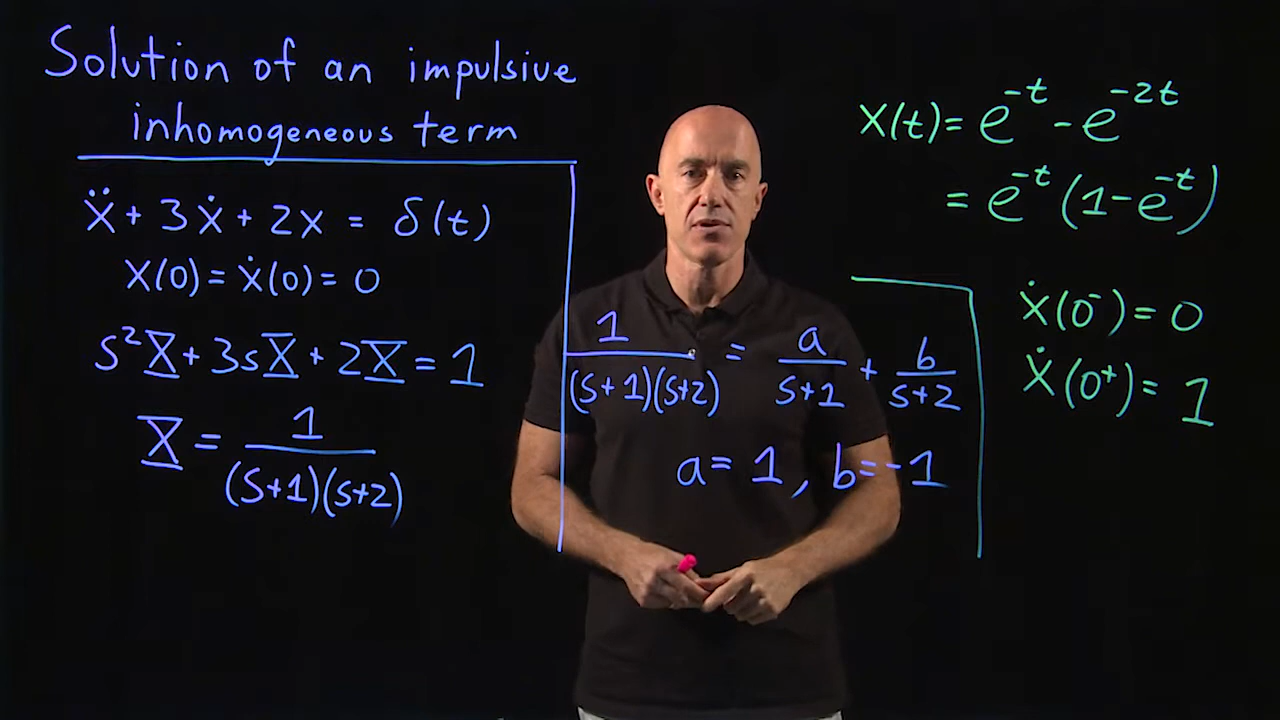 Solution of an impulsive
inhomogeneous term
ẍ + 3ẋ + 2x = δ(t)
x(0) = ẋ(0) = 0
s²X + 3sX + 2X = 1
X = 1/((s+1)(s+2))
1/((s+1)(s+2)) = a/(s+1) + b/(s+2)
a = 1, b = -1
x(t) = e^{-t} - e^{-2t}
= e^{-t}(1 - e^{-t})
ẋ(0⁻) = 0
ẋ(0⁺) = 1